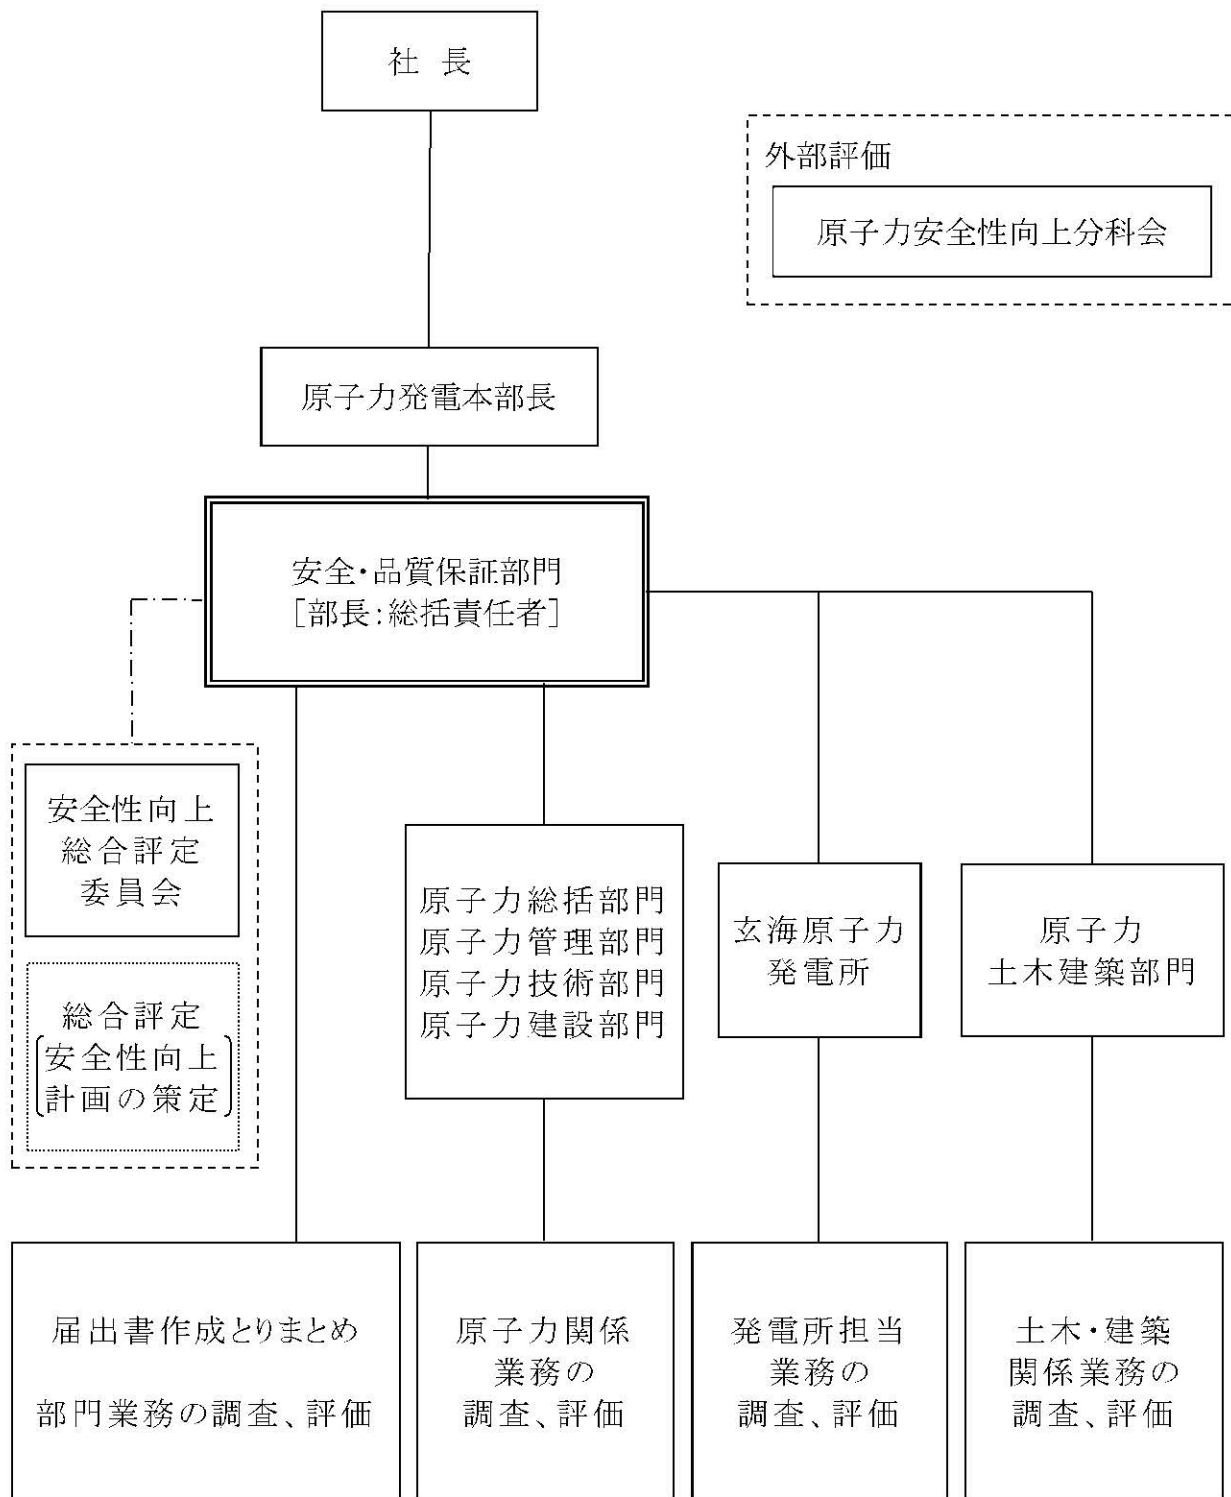 社 長
外部評価
原子力安全性向上分科会
原子力発電本部長
安全・品質保証部門
[部長:総括責任者]
安全性向上
総合評定
委員会
総合評定
安全性向上
計画の策定
原子力総括部門
原子力管理部門
原子力技術部門
原子力建設部門
玄海原子力
発電所
原子力
土木建築部門
届出書作成とりまとめ
部門業務の調査、評価
原子力関係
業務の
調査、評価
発電所担当
業務の
調査、評価
土木・建築
関係業務の
調査、評価